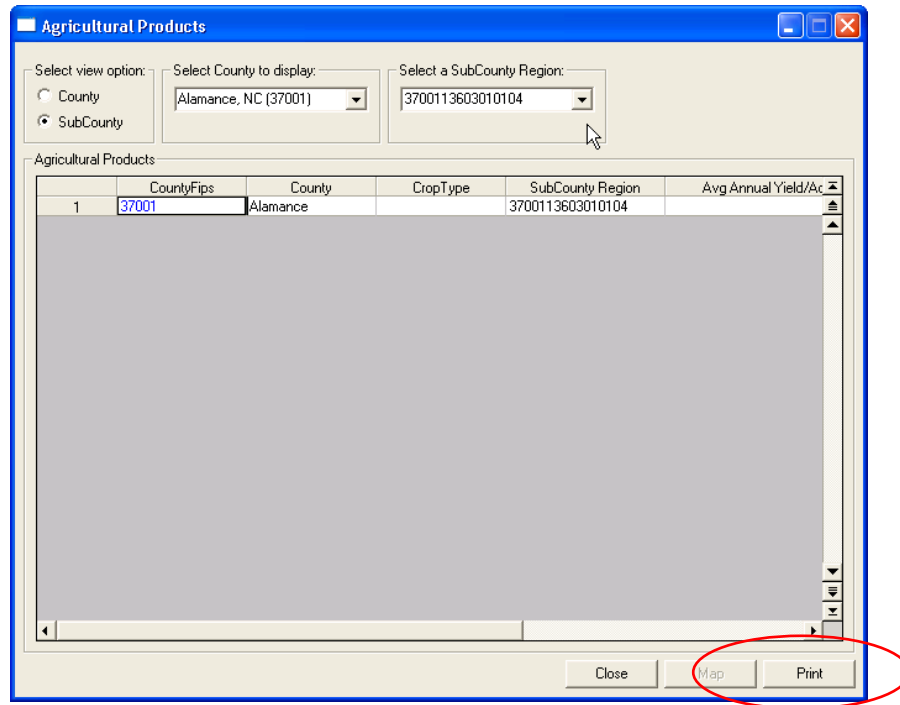 Agricultural Products
Select view option: Select County to display: Select a SubCounty Region:
County Alamance, NC (37001) 3700113603010104
SubCounty
Agricultural Products
CountyFips County CropType SubCounty Region Avg Annual Yield/Ac
1 37001 Alamance 3700113603010104
Close Map Print